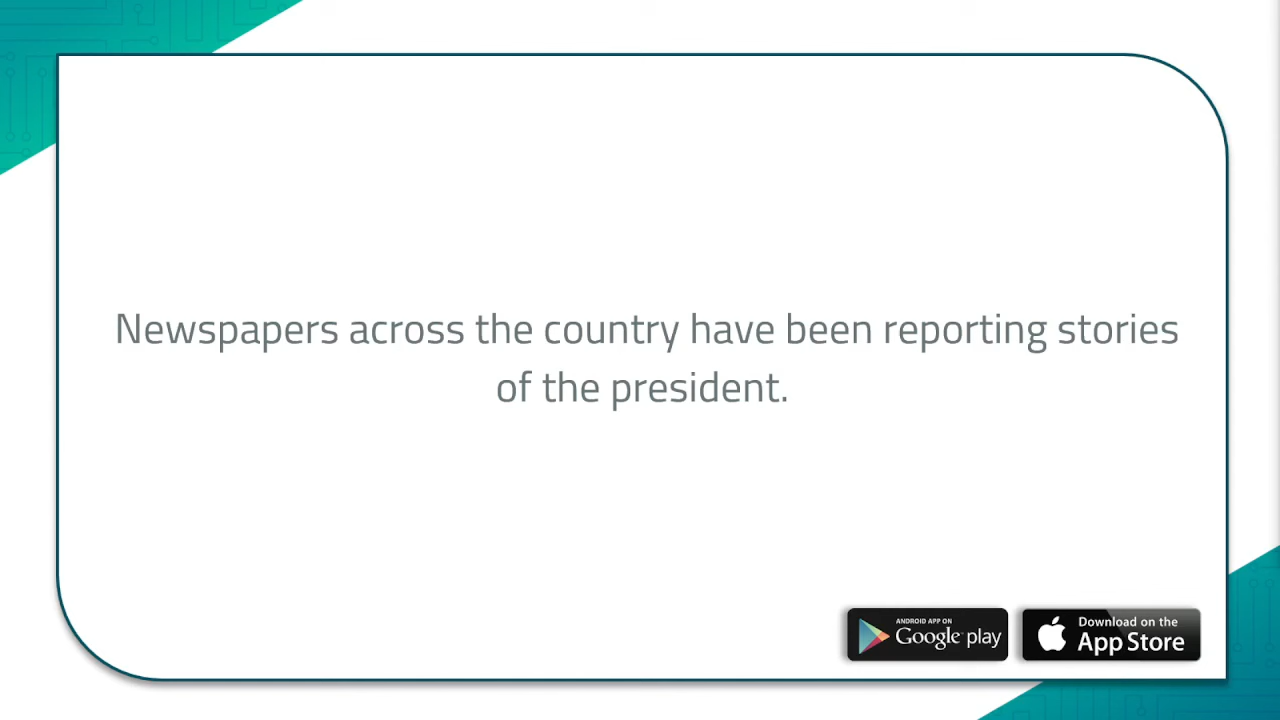 Newspapers across the country have been reporting stories
of the president.
ANDROID APP ON
Google play
Download on the
App Store